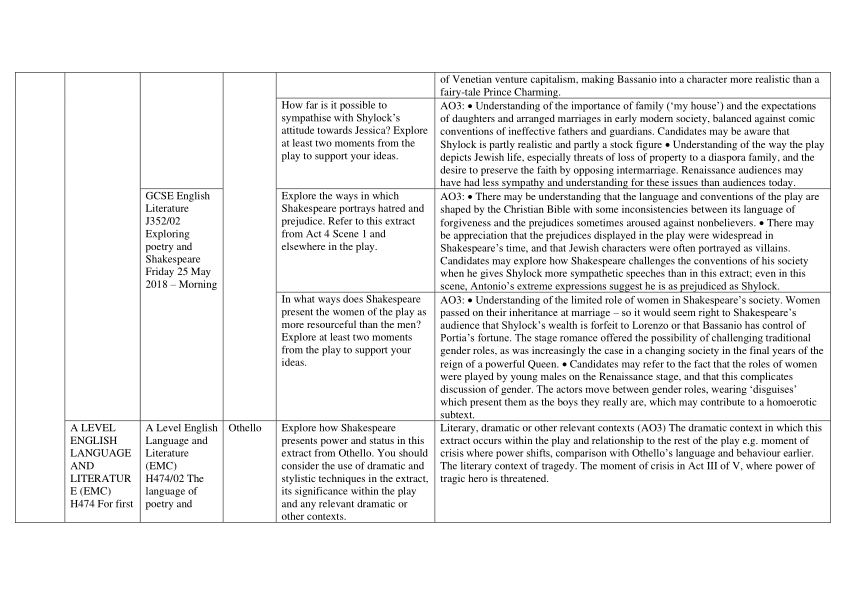 of Venetian venture capitalism, making Bassanio into a character more realistic than a
fairy-tale Prince Charming.
How far is it possible to
sympathise with Shylock’s
attitude towards Jessica? Explore
at least two moments from the
play to support your ideas.
AO3: • Understanding of the importance of family (‘my house’) and the expectations
of daughters and arranged marriages in early modern society, balanced against comic
conventions of ineffective fathers and guardians. Candidates may be aware that
Shylock is partly realistic and partly a stock figure • Understanding of the way the play
depicts Jewish life, especially threats of loss of property to a diaspora family, and the
desire to preserve the faith by opposing intermarriage. Renaissance audiences may
have had less sympathy and understanding for these issues than audiences today.
GCSE English
Literature
J352/02
Exploring
poetry and
Shakespeare
Friday 25 May
2018 – Morning
Explore the ways in which
Shakespeare portrays hatred and
prejudice. Refer to this extract
from Act 4 Scene 1 and
elsewhere in the play.
AO3: • There may be understanding that the language and conventions of the play are
shaped by the Christian Bible with some inconsistencies between its language of
forgiveness and the prejudices sometimes aroused against nonbelievers. • There may
be appreciation that the prejudices displayed in the play were widespread in
Shakespeare’s time, and that Jewish characters were often portrayed as villains.
Candidates may explore how Shakespeare challenges the conventions of his society
when he gives Shylock more sympathetic speeches than in this extract; even in this
scene, Antonio’s extreme expressions suggest he is as prejudiced as Shylock.
In what ways does Shakespeare
present the women of the play as
more resourceful than the men?
Explore at least two moments
from the play to support your
ideas.
AO3: • Understanding of the limited role of women in Shakespeare’s society. Women
passed on their inheritance at marriage – so it would seem right to Shakespeare’s
audience that Shylock’s wealth is forfeit to Lorenzo or that Bassanio has control of
Portia’s fortune. The stage romance offered the possibility of challenging traditional
gender roles, as was increasingly the case in a changing society in the final years of the
reign of a powerful Queen. • Candidates may refer to the fact that the roles of women
were played by young males on the Renaissance stage, and that this complicates
discussion of gender. The actors move between gender roles, wearing ‘disguises’
which present them as the boys they really are, which may contribute to a homoerotic
subtext.
A LEVEL
ENGLISH
LANGUAGE
AND
LITERATUR
E (EMC)
H474 For first
A Level English
Language and
Literature
(EMC)
H474/02 The
language of
poetry and
Othello
Explore how Shakespeare
presents power and status in this
extract from Othello. You should
consider the use of dramatic and
stylistic techniques in the extract,
its significance within the play
and any relevant dramatic or
other contexts.
Literary, dramatic or other relevant contexts (AO3) The dramatic context in which this
extract occurs within the play and relationship to the rest of the play e.g. moment of
crisis where power shifts, comparison with Othello’s language and behaviour earlier.
The literary context of tragedy. The moment of crisis in Act III of V, where power of
tragic hero is threatened.